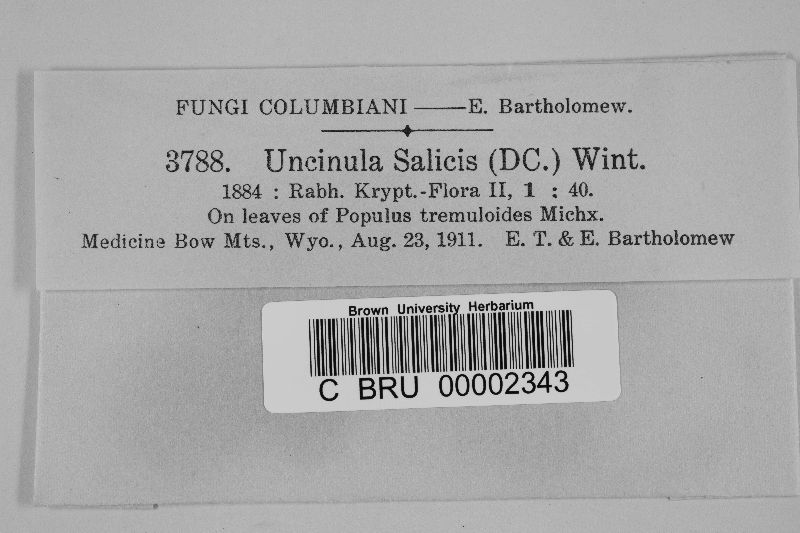 FUNGI COLUMBIANI —— E. Bartholomew.
3788. Uncinula Salicis (DC.) Wint.
1884 : Rabh. Krypt.-Flora II, 1 : 40.
On leaves of Populus tremuloides Michx.
Medicine Bow Mts., Wyo., Aug. 23, 1911. E. T. & E. Bartholomew
Brown University Herbarium
C BRU 00002343